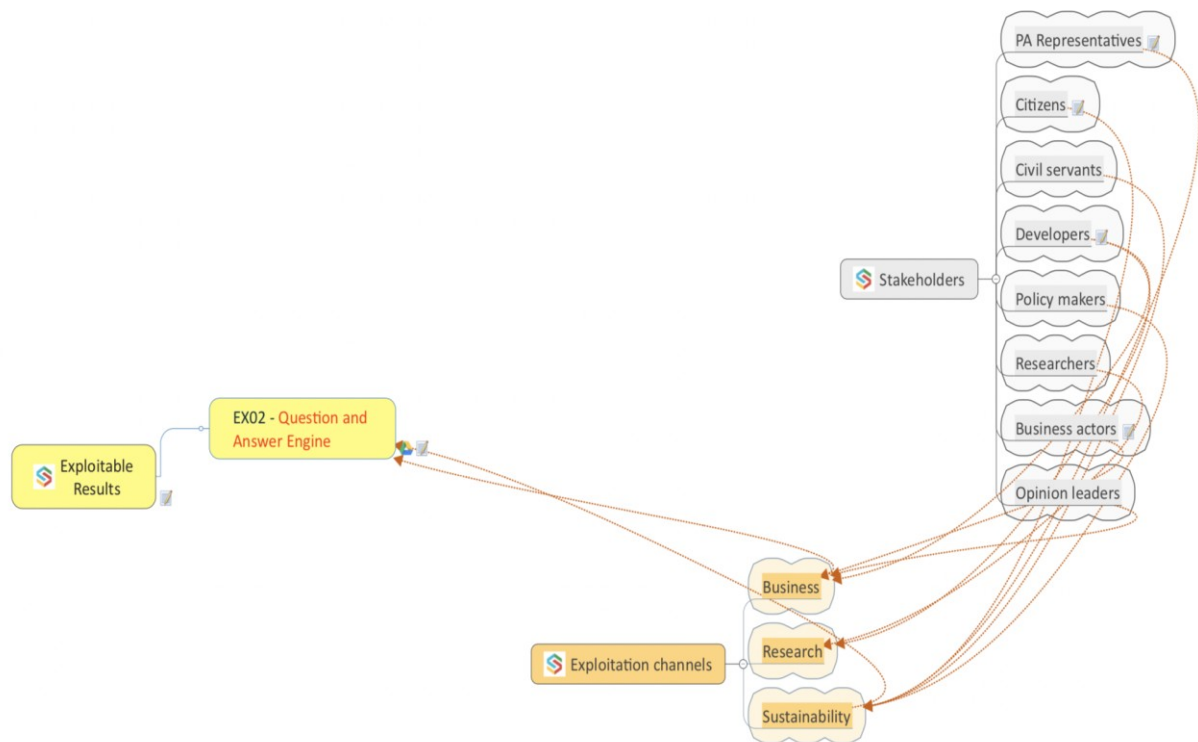 PA Representatives
Citizens
Civil servants
Developers
Stakeholders
Policy makers
Researchers
EX02 - Question and
Answer Engine
Business actors
Exploitable
Results
Opinion leaders
Business
Research
Exploitation channels
Sustainability